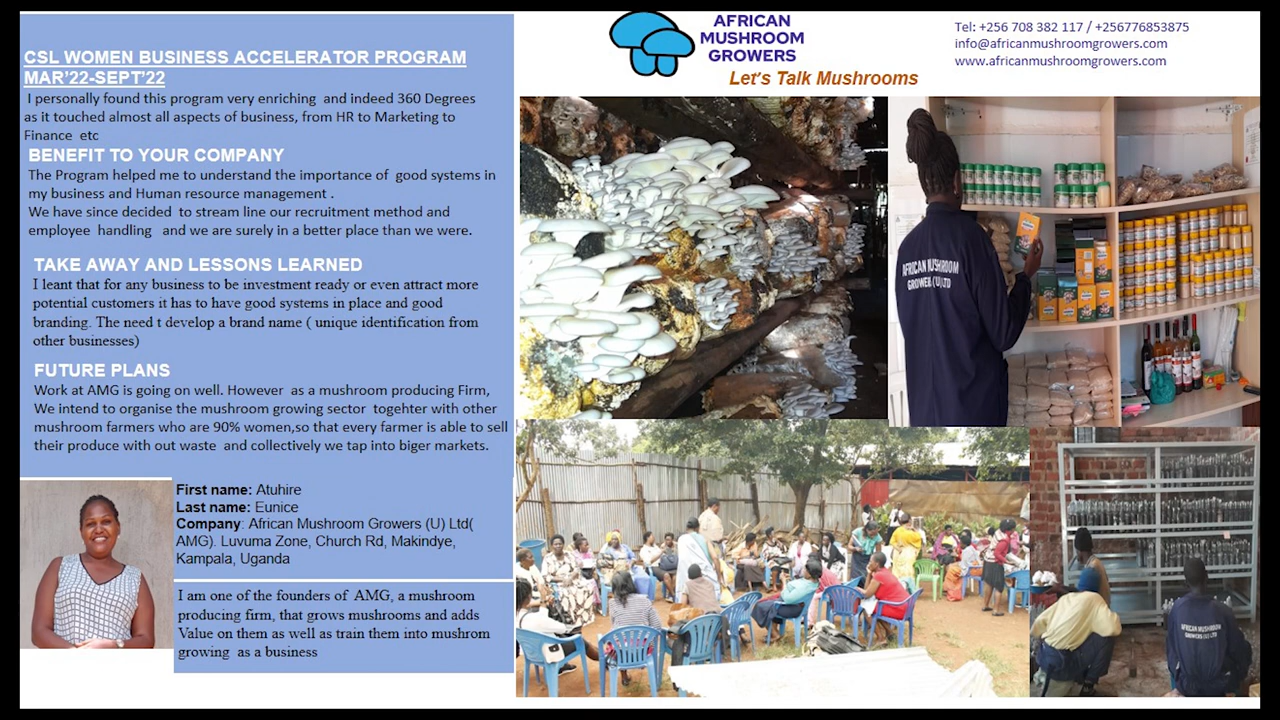 CSL WOMEN BUSINESS ACCELERATOR PROGRAM
MAR'22-SEPT'22
I personally found this program very enriching and indeed 360 Degrees
as it touched almost all aspects of business, from HR to Marketing to
Finance etc
BENEFIT TO YOUR COMPANY
The Program helped me to understand the importance of good systems in
my business and Human resource management .
We have since decided to stream line our recruitment method and
employee handling and we are surely in a better place than we were.
TAKE AWAY AND LESSONS LEARNED
I leant that for any business to be investment ready or even attract more
potential customers it has to have good systems in place and good
branding. The need t develop a brand name ( unique identification from
other businesses)
FUTURE PLANS
Work at AMG is going on well. However as a mushroom producing Firm,
We intend to organise the mushroom growing sector togehter with other
mushroom farmers who are 90% women,so that every farmer is able to sell
their produce with out waste and collectively we tap into biger markets.
First name: Atuhire
Last name: Eunice
Company: African Mushroom Growers (U) Ltd(
AMG). Luvuma Zone, Church Rd, Makindye,
Kampala, Uganda
I am one of the founders of AMG, a mushroom
producing firm, that grows mushrooms and adds
Value on them as well as train them into mushrom
growing as a business
AFRICAN
MUSHROOM
GROWERS
Let's Talk Mushrooms
Tel: +256 708 382 117 / +256776853875
info@africanmushroomgrowers.com
www.africanmushroomgrowers.com
AFRICAN MUSHROOM
GROWERS (U) LTD
AFRICAN MUSHROOM
GROWERS (U) LTD